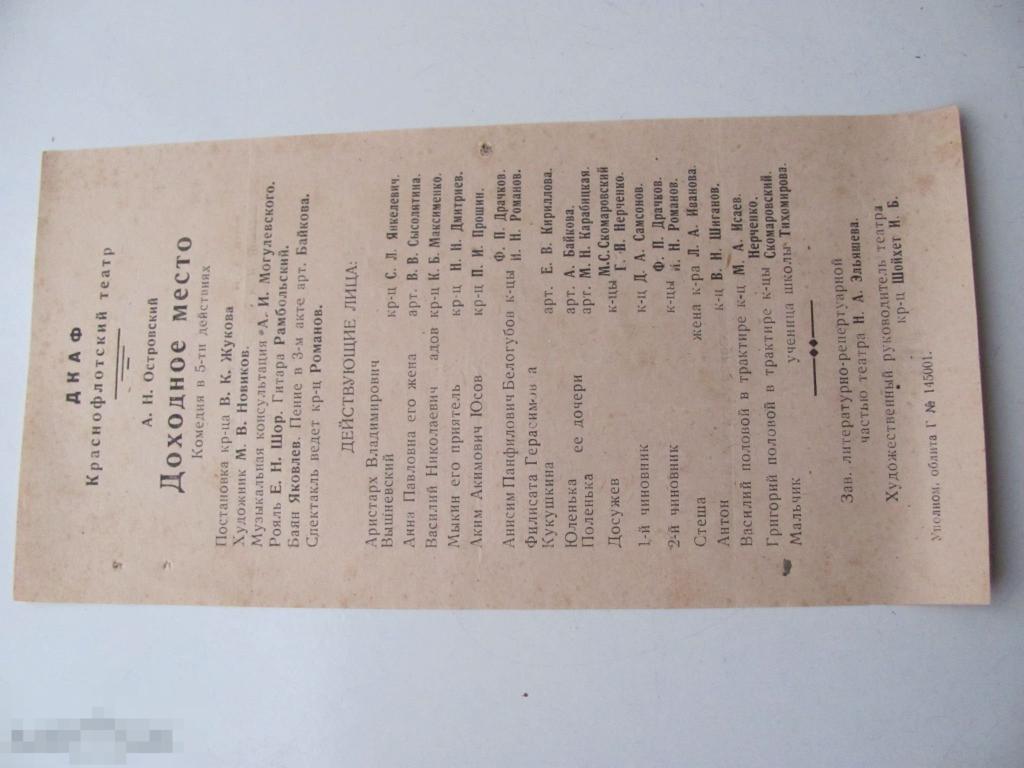 ДКАФ
Краснофлотский театр
А. Н. Островский
Доходное место
Комедия в 5-ти действиях
Постановка кр-ца В. К. Жукова
Художник М. В. Новиков.
Музыкальная консультация "А. И. Могулевского.
Рояль Е. Н. Шор. Гитара Рамбольский.
Баян Яковлев. Пение в 3-м акте арт. Байкова.
Спектакль ведет кр-ц Романов.
ДЕЙСТВУЮЩИЕ ЛИЦА:
Аристарх Владимирович
Вышневский кр-ц С. Л. Янкелевич.
Анна Павловна его жена арт. В. В. Сысолятина.
Василий Николаевич адов кр-ц К. Б. Максименко.
Мыкин его приятель кр-ц Н. Н. Дмитриев.
Аким Акимович Юсов кр-ц П. И. Прошин.
Анисим Панфилович Белогубов к-цы Ф. П. Драчков.
Н. Н. Романов.
Филисата Герасимов а
Кукушкина арт. Е. В. Кириллова.
Юленька арт. А. Байкова.
ее дочери
Поленька арт. М. Н. Карабицкая.
Досужев к-цы М. С. Скомаровский
Г. И. Нерченко.
1-й чиновник к-ц Д. А. Самсонов.
2-й чиновник к-цы Ф. П. Драчков.
Н. Романов.
Стеша жена к-ра Л. А. Иванова.
Антон к-ц В. Н. Шиганов.
Василий половой в трактире к-ц М. А. Исаев.
Григорий половой в трактире к-цы Нерченко.
Скомаровский.
Мальчик ученица школы Тихомирова.
Зав. литературно-репертуарной
частью театра Н. А. Эльяшева.
Художественный руководитель театра
кр-ц Шойхет И. Б.
Уполном. облита Г № 145001.